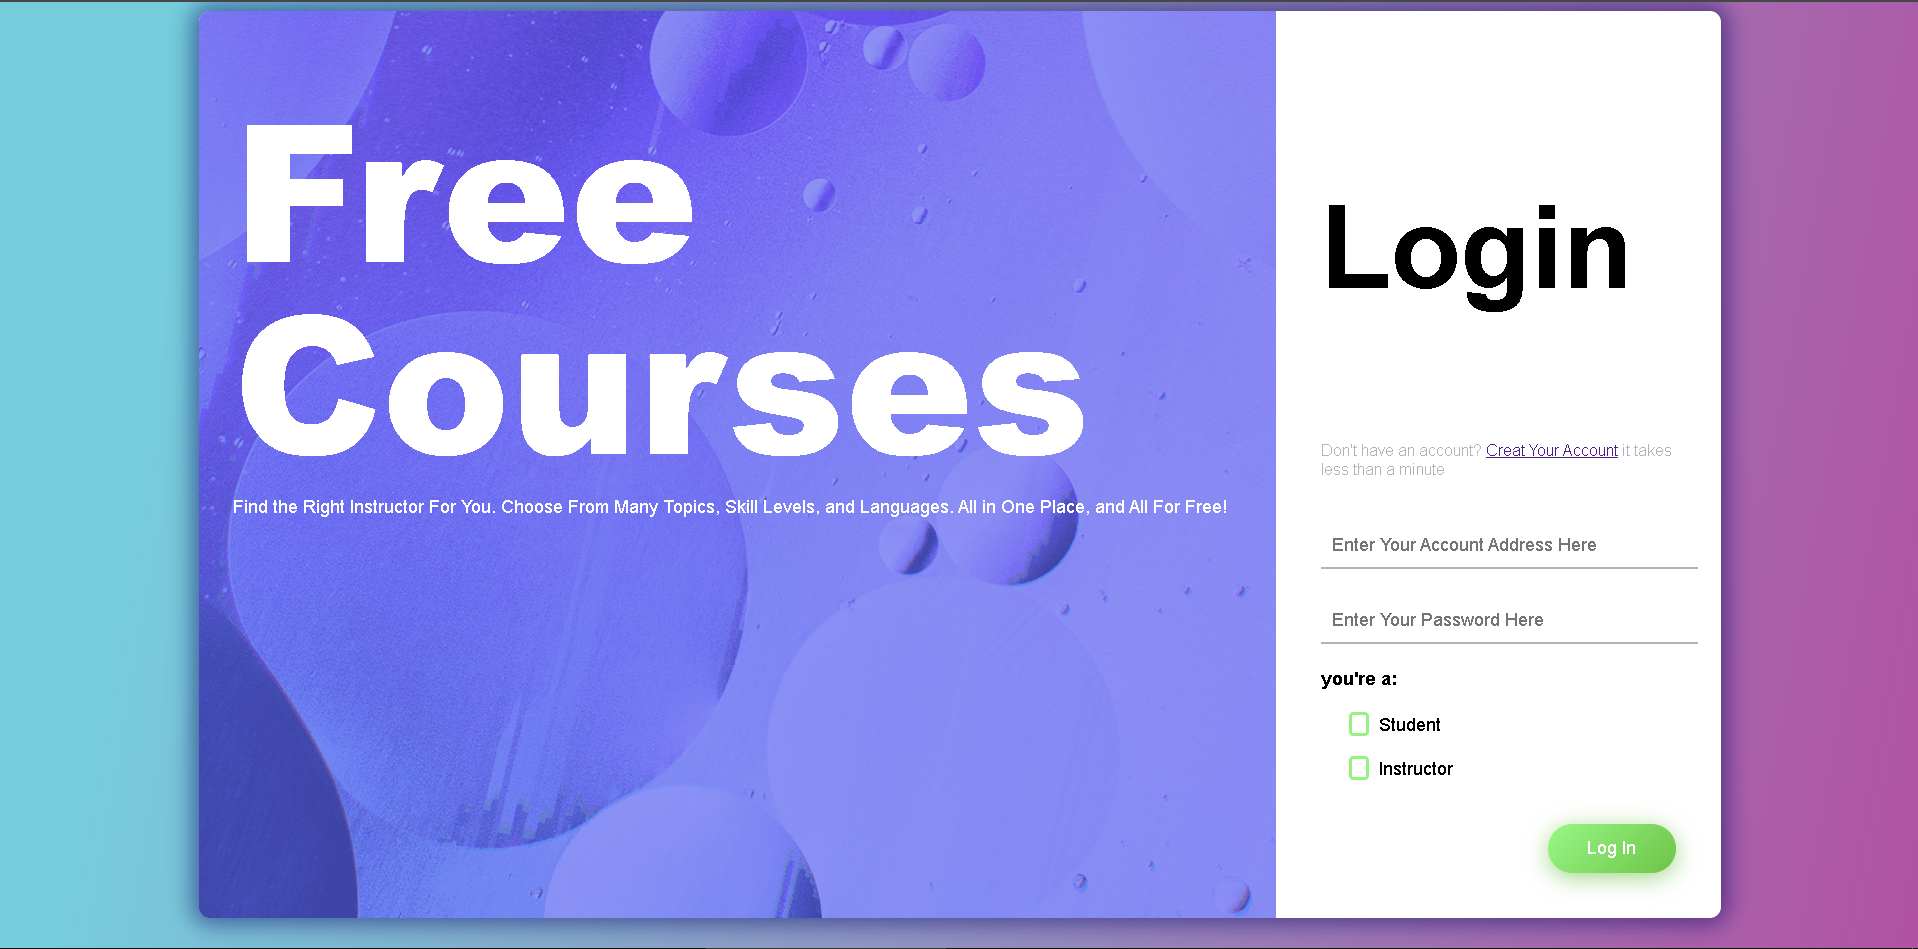 Free
Courses
Find the Right Instructor For You. Choose From Many Topics, Skill Levels, and Languages. All in One Place, and All For Free!
Login
Don't have an account? Creat Your Account it takes
less than a minute
Enter Your Account Address Here
Enter Your Password Here
you're a:
Student
Instructor
Log In